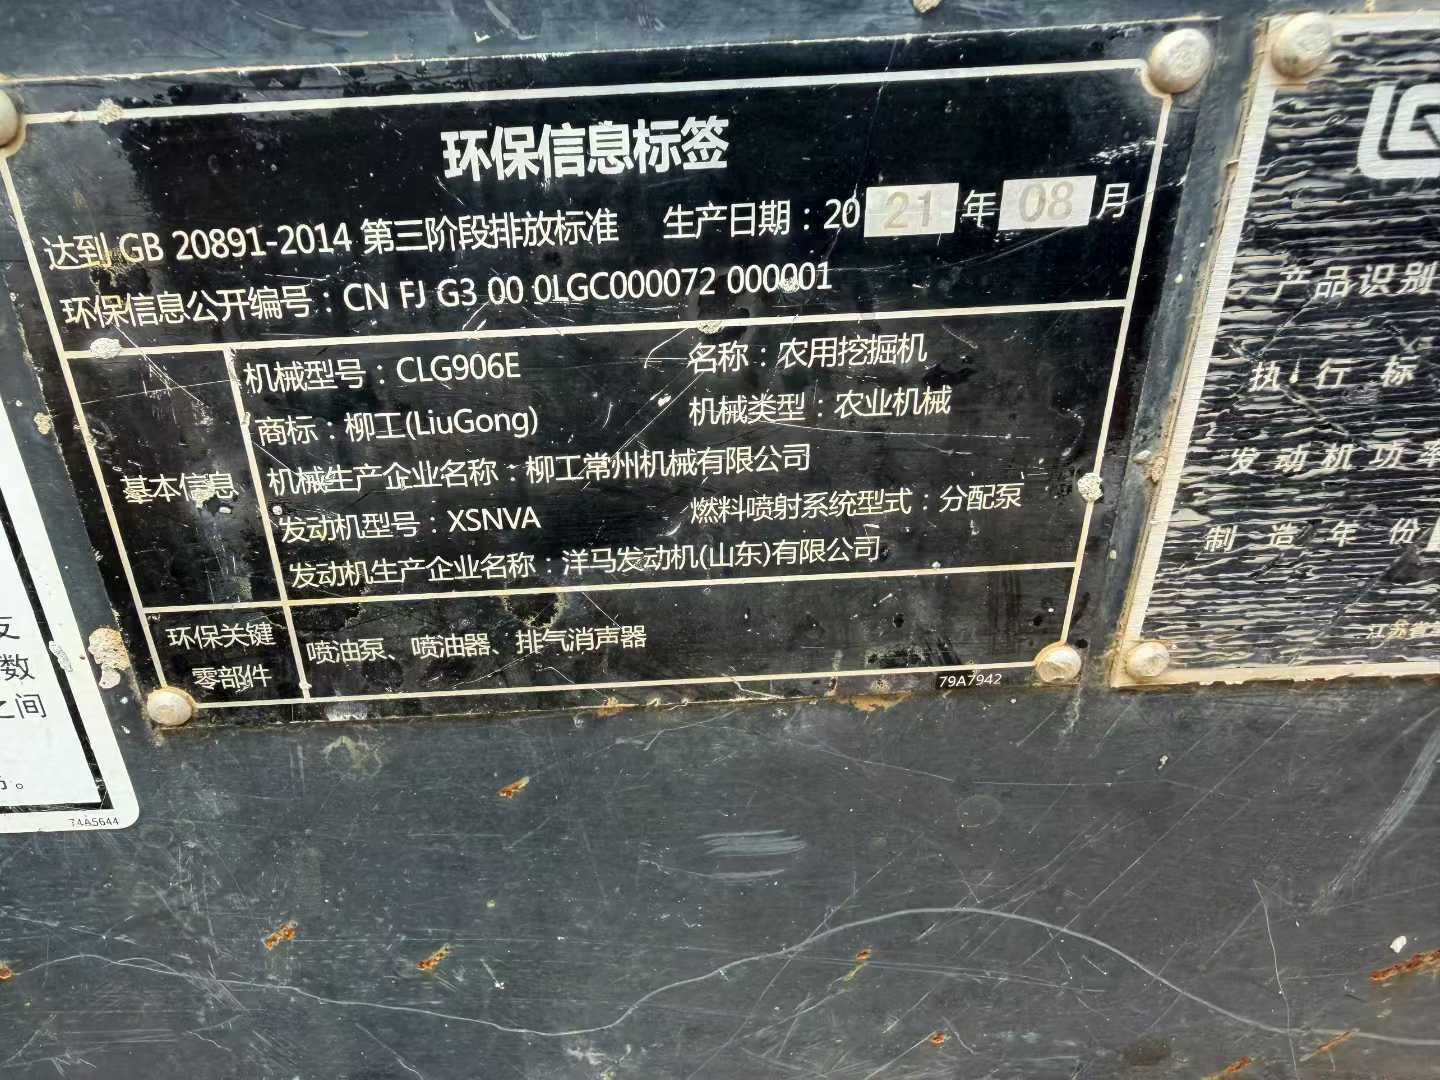 环保信息标签
达到 GB 20891-2014 第三阶段排放标准 生产日期：2021年08月
环保信息公开编号：CN FJ G3 00 0LGC000072 000001
基本信息
机械型号：CLG906E 名称：农用挖掘机
商标：柳工(LiuGong) 机械类型：农业机械
机械生产企业名称：柳工常州机械有限公司
发动机型号：XSNVA 燃料喷射系统型式：分配泵
发动机生产企业名称：洋马发动机(山东)有限公司
环保关键
零部件
喷油泵、喷油器、排气消声器
79A7942
产品识别
执行标
发动机功率
制造年份
江苏省
数
之间
74A5644